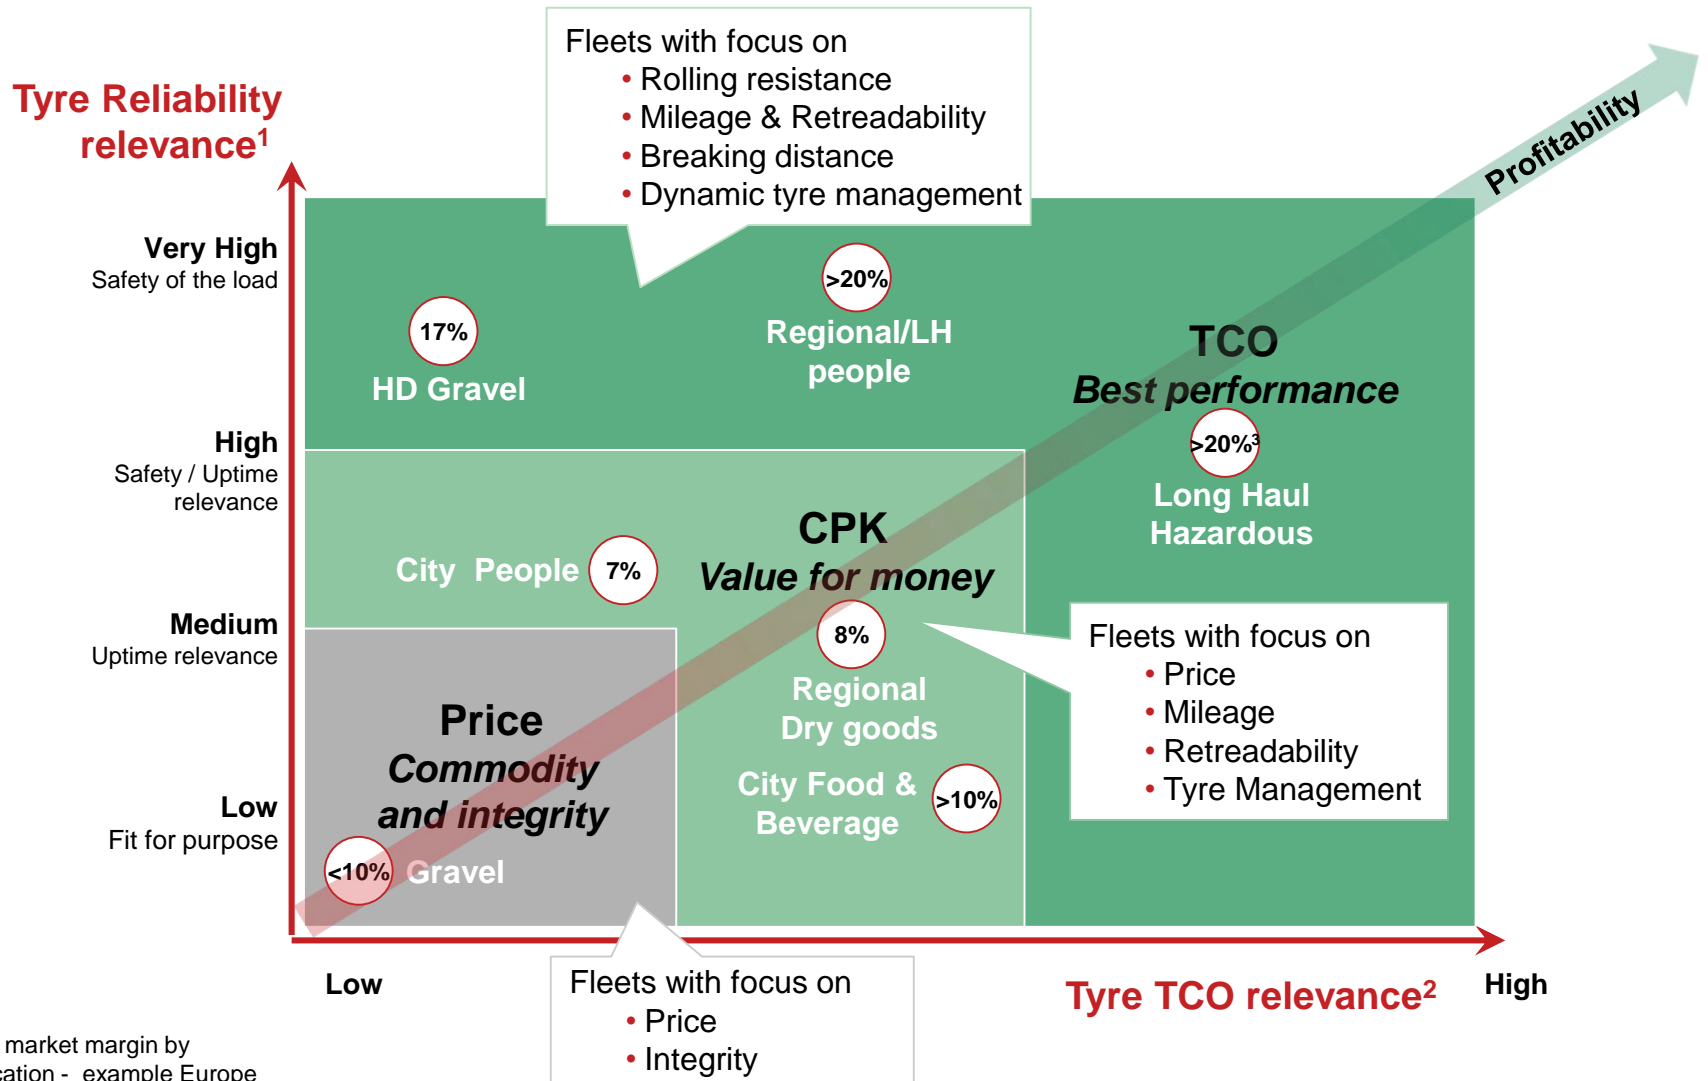 Fleets with focus on
• Rolling resistance
• Mileage & Retreadability
• Breaking distance
• Dynamic tyre management
Tyre Reliability
relevance¹
Profitability
Very High
Safety of the load
>20%
Regional/LH
people
17%
HD Gravel
TCO
Best performance
>20%³
Long Haul
Hazardous
High
Safety / Uptime
relevance
CPK
Value for money
City People
7%
8%
Regional
Dry goods
City Food &
Beverage
>10%
Medium
Uptime relevance
Fleets with focus on
• Price
• Mileage
• Retreadability
• Tyre Management
Price
Commodity
and integrity
Low
Fit for purpose
<10%
Gravel
Low
Fleets with focus on
• Price
• Integrity
Tyre TCO relevance²
High
market margin by
cation - example Europe